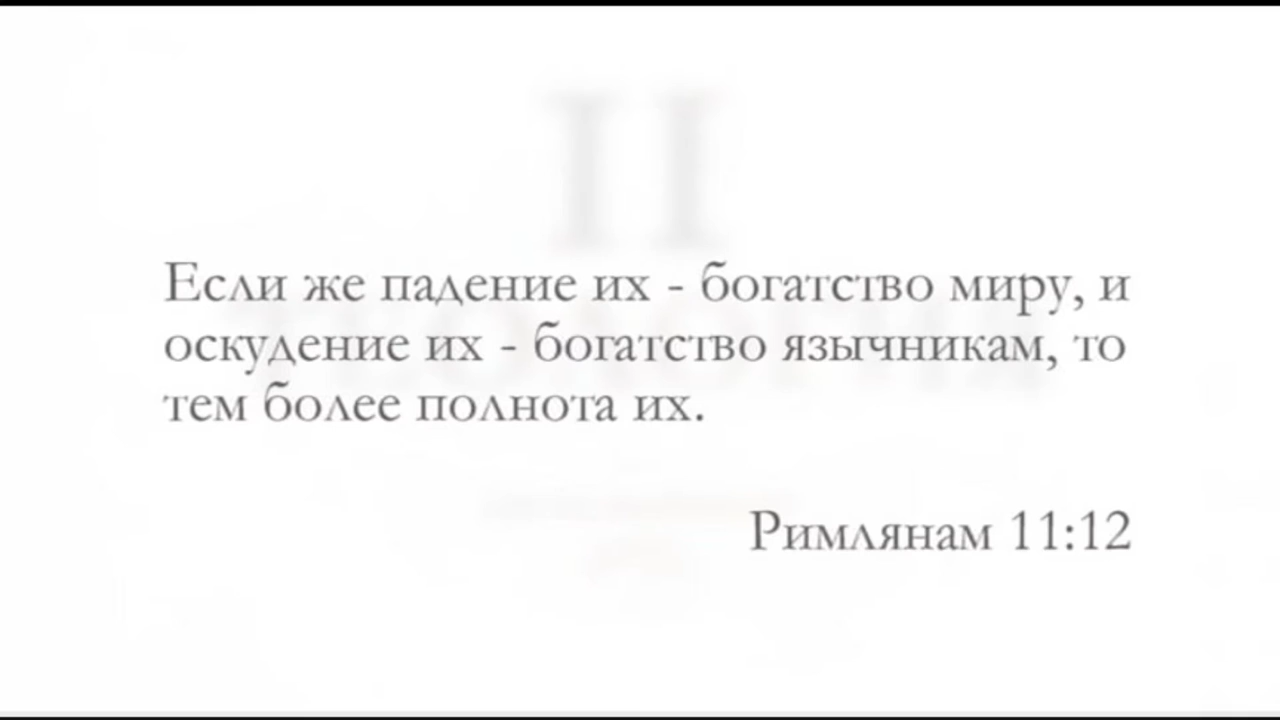 Если же падение их - богатство миру, и
оскудение их - богатство язычникам, то
тем более полнота их.
Римлянам 11:12